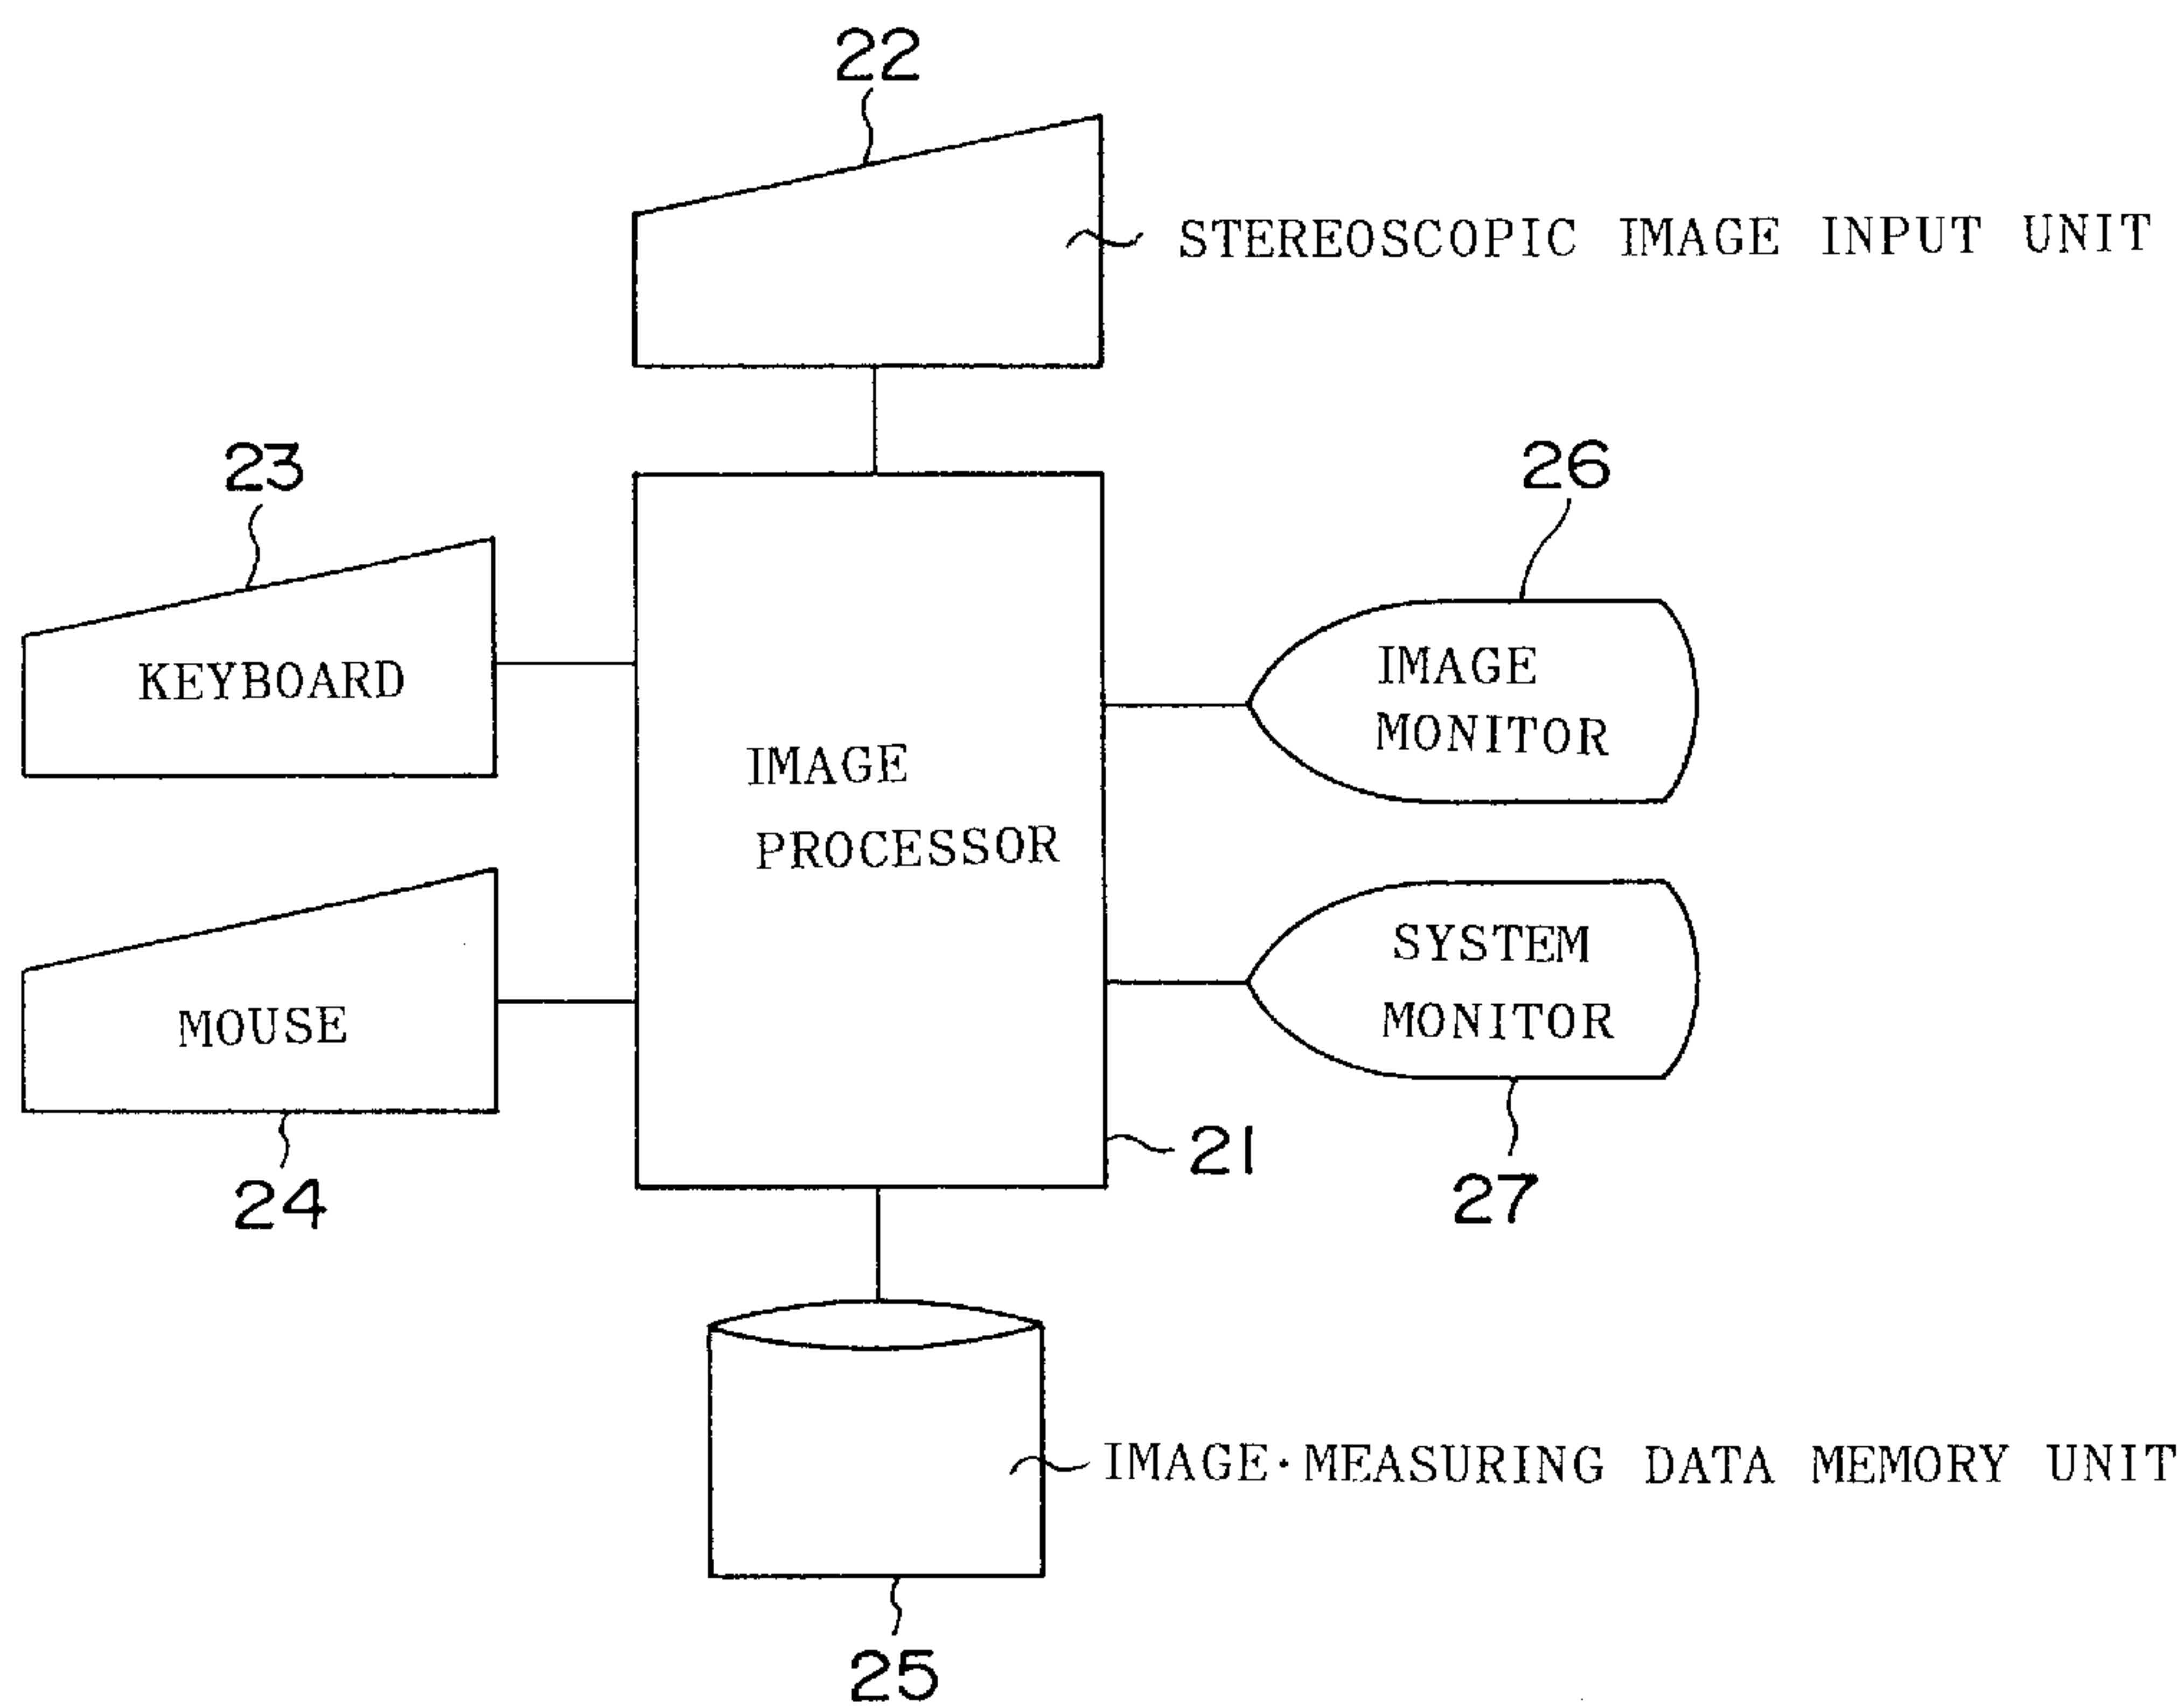 22
STEREOSCOPIC IMAGE INPUT UNIT
23
26
KEYBOARD
IMAGE
MONITOR
IMAGE
PROCESSOR
SYSTEM
MONITOR
MOUSE
21
24
27
IMAGE·MEASURING DATA MEMORY UNIT
25